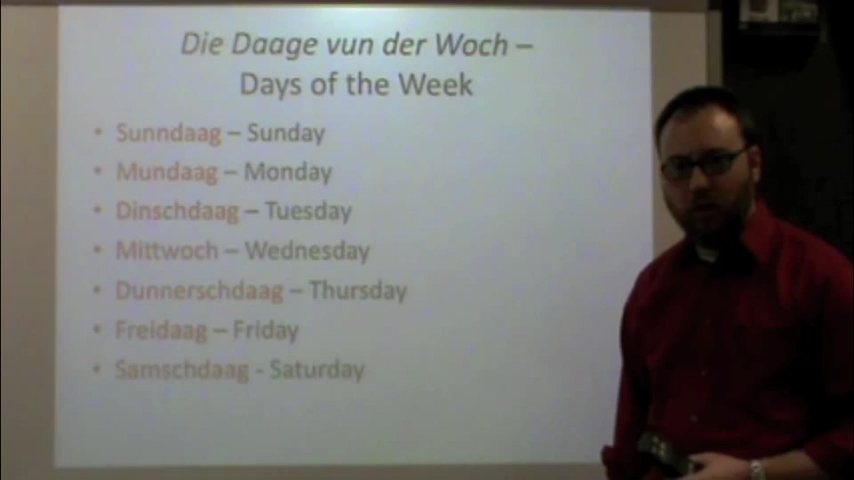 Die Daage vun der Woch –
Days of the Week
• Sunndaag – Sunday
• Mundaag – Monday
• Dinschdaag – Tuesday
• Mittwoch – Wednesday
• Dunnerschdaag – Thursday
• Freidaag – Friday
• Samschdaag - Saturday